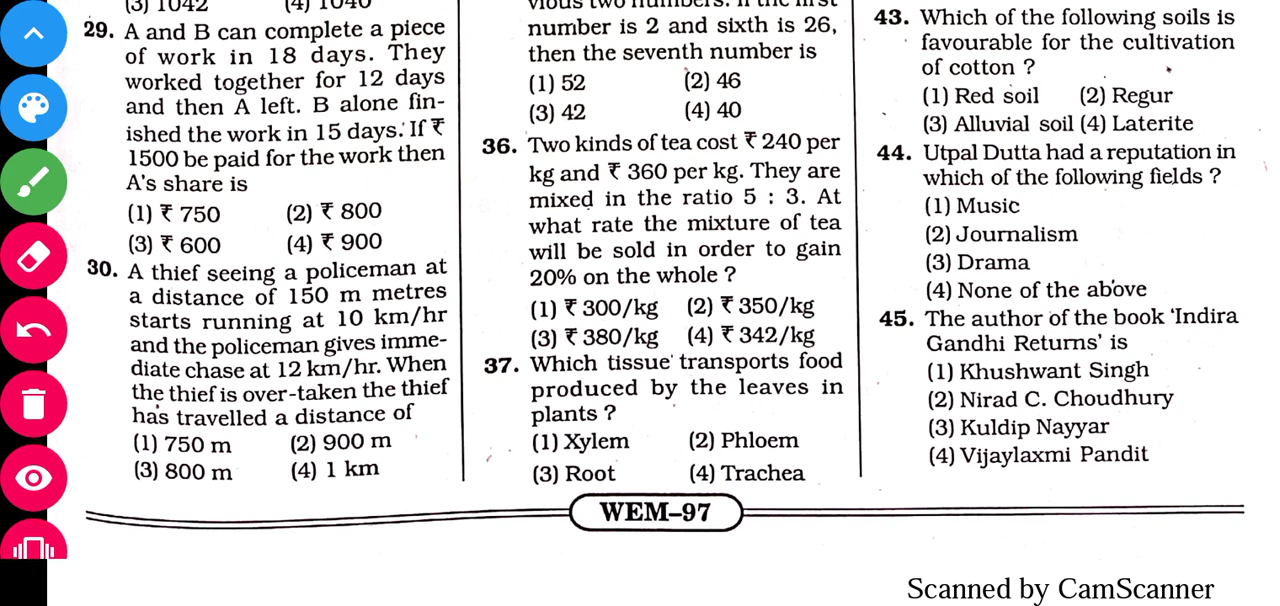 (3) 1042 (4) 1040
29. A and B can complete a piece
of work in 18 days. They
worked together for 12 days
and then A left. B alone fin-
ished the work in 15 days. If ₹
1500 be paid for the work then
A's share is
(1) ₹ 750 (2) ₹ 800
(3) ₹ 600 (4) ₹ 900
30. A thief seeing a policeman at
a distance of 150 m metres
starts running at 10 km/hr
and the policeman gives imme-
diate chase at 12 km/hr. When
the thief is over-taken the thief
has travelled a distance of
(1) 750 m (2) 900 m
(3) 800 m (4) 1 km
vious two numbers. If the first
number is 2 and sixth is 26,
then the seventh number is
(1) 52 (2) 46
(3) 42 (4) 40
36. Two kinds of tea cost ₹ 240 per
kg and ₹ 360 per kg. They are
mixed in the ratio 5 : 3. At
what rate the mixture of tea
will be sold in order to gain
20% on the whole ?
(1) ₹ 300/kg (2) ₹ 350/kg
(3) ₹ 380/kg (4) ₹ 342/kg
37. Which tissue transports food
produced by the leaves in
plants ?
(1) Xylem (2) Phloem
(3) Root (4) Trachea
43. Which of the following soils is
favourable for the cultivation
of cotton ?
(1) Red soil (2) Regur
(3) Alluvial soil (4) Laterite
44. Utpal Dutta had a reputation in
which of the following fields ?
(1) Music
(2) Journalism
(3) Drama
(4) None of the above
45. The author of the book 'Indira
Gandhi Returns' is
(1) Khushwant Singh
(2) Nirad C. Choudhury
(3) Kuldip Nayyar
(4) Vijaylaxmi Pandit
WEM–97
Scanned by CamScanner